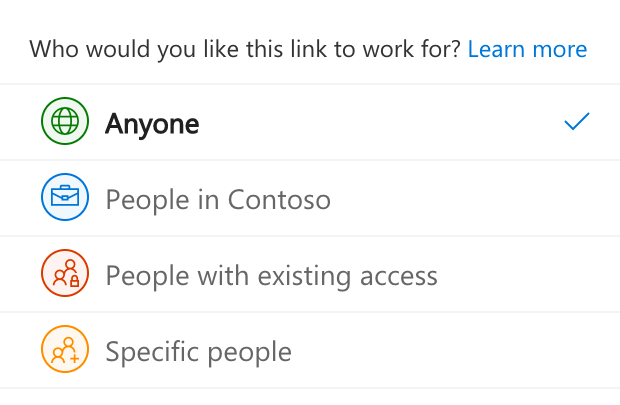 Who would you like this link to work for? Learn more
Anyone
People in Contoso
People with existing access
Specific people